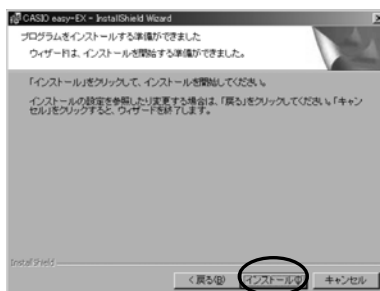 CASIO easy-EX - InstallShield Wizard
プログラムをインストールする準備ができました
ウィザードは、インストールを開始する準備ができました。
「インストール」をクリックして、インストールを開始してください。
インストールの設定を参照したり変更する場合は、「戻る」をクリックしてください。「キャン
セル」をクリックすると、ウィザードを終了します。
InstallShield
< 戻る(B) インストール(I) キャンセル